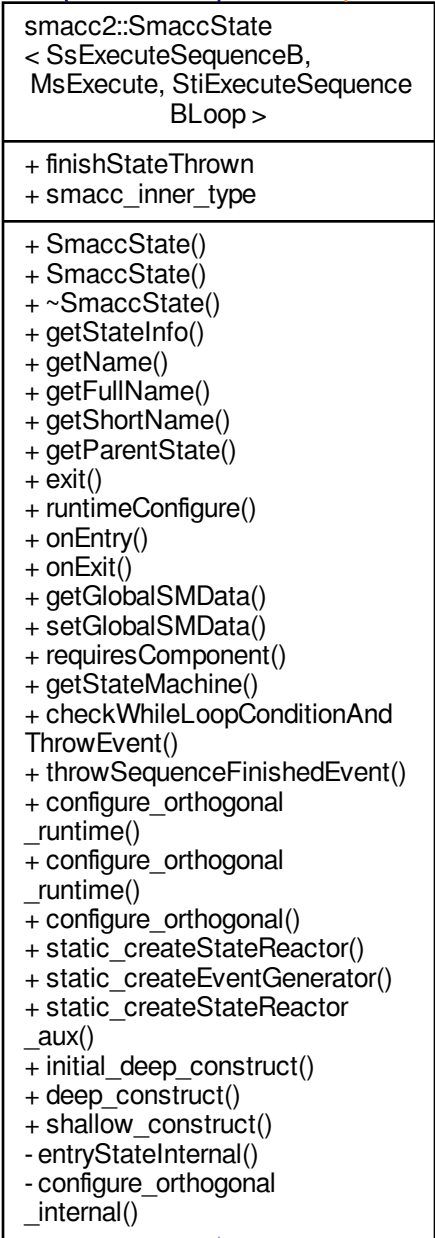 smacc2::SmaccState
< SsExecuteSequenceB,
MsExecute, StiExecuteSequence
BLoop >
+ finishStateThrown
+ smacc_inner_type
+ SmaccState()
+ SmaccState()
+ ~SmaccState()
+ getStateInfo()
+ getName()
+ getFullName()
+ getShortName()
+ getParentState()
+ exit()
+ runtimeConfigure()
+ onEntry()
+ onExit()
+ getGlobalSMData()
+ setGlobalSMData()
+ requiresComponent()
+ getStateMachine()
+ checkWhileLoopConditionAnd
ThrowEvent()
+ throwSequenceFinishedEvent()
+ configure_orthogonal
_runtime()
+ configure_orthogonal
_runtime()
+ configure_orthogonal()
+ static_createStateReactor()
+ static_createEventGenerator()
+ static_createStateReactor
_aux()
+ initial_deep_construct()
+ deep_construct()
+ shallow_construct()
- entryStateInternal()
- configure_orthogonal
_internal()